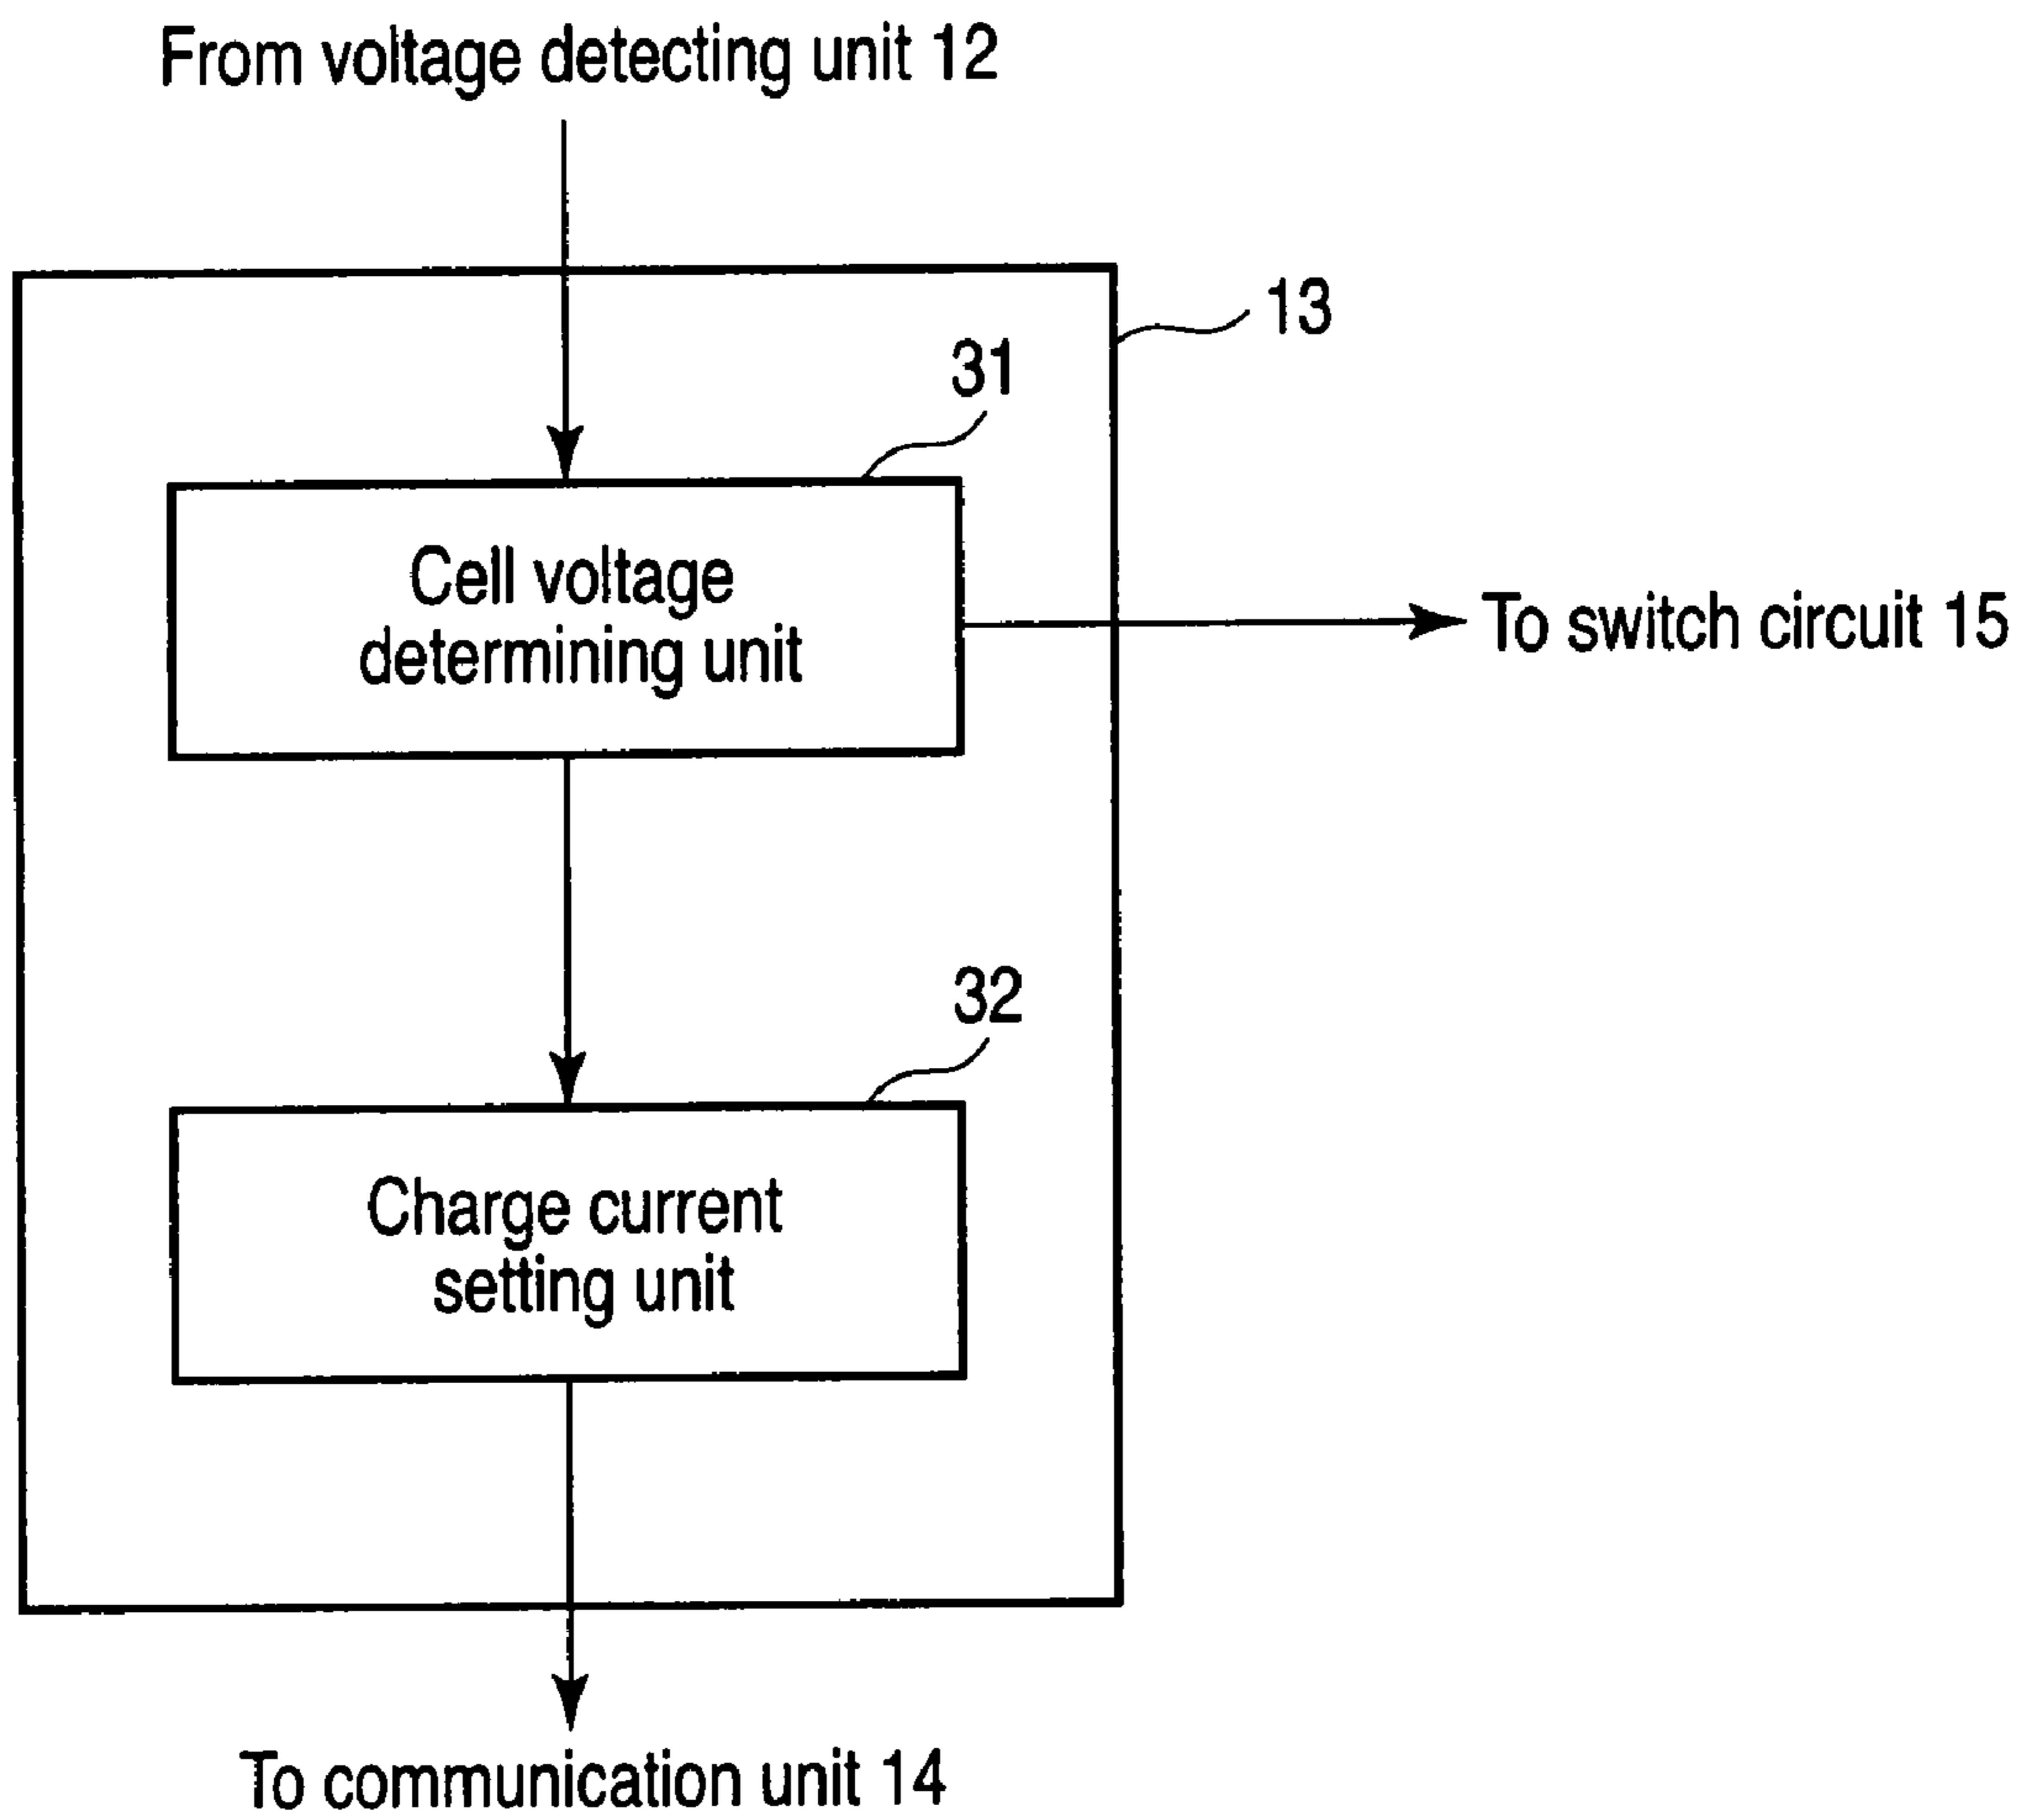 From voltage detecting unit 12
13
31
Cell voltage
determining unit
To switch circuit 15
32
Charge current
setting unit
To communication unit 14